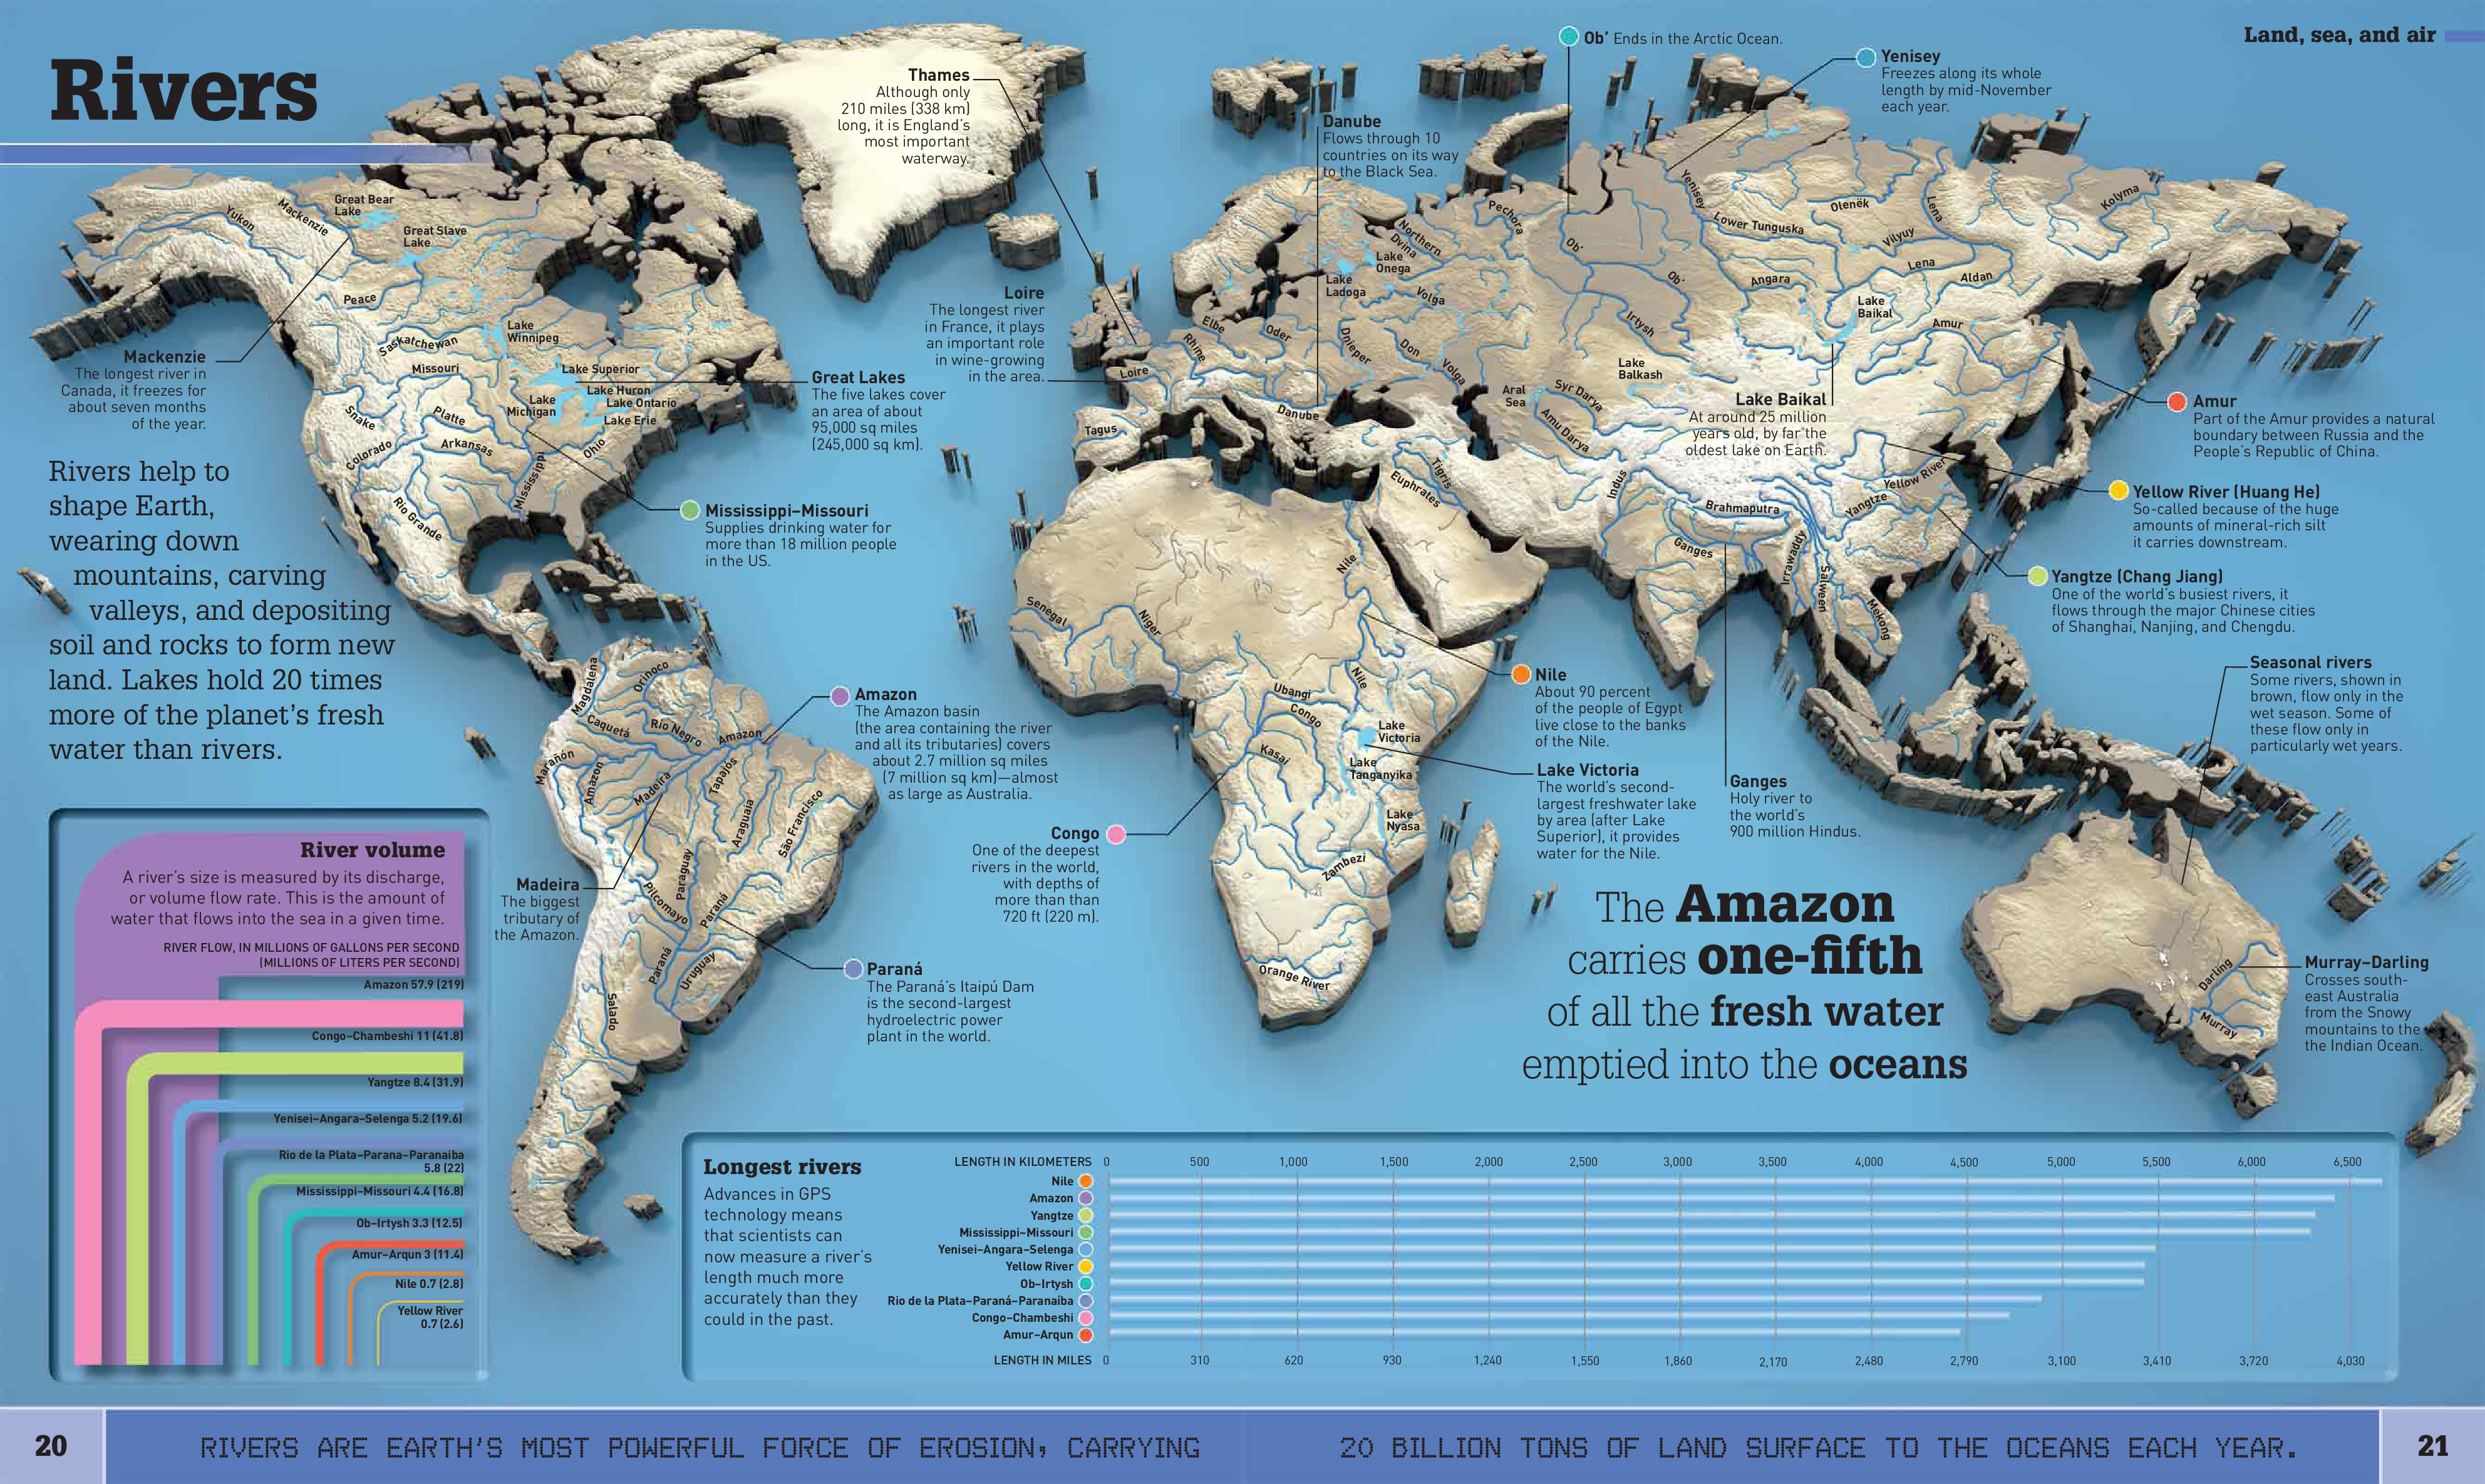 Land, sea, and air
Rivers
Rivers help to
shape Earth,
wearing down
mountains, carving
valleys, and depositing
soil and rocks to form new
land. Lakes hold 20 times
more of the planet's fresh
water than rivers.
Thames
Although only
210 miles (338 km)
long, it is England's
most important
waterway.
Danube
Flows through 10
countries on its way
to the Black Sea.
Ob' Ends in the Arctic Ocean.
Yenisey
Freezes along its whole
length by mid-November
each year.
Mackenzie
The longest river in
Canada, it freezes for
about seven months
of the year.
Loire
The longest river
in France, it plays
an important role
in wine-growing
in the area.
Great Lakes
The five lakes cover
an area of about
95,000 sq miles
(245,000 sq km).
Mississippi–Missouri
Supplies drinking water for
more than 18 million people
in the US.
Lake Baikal
At around 25 million
years old, by far the
oldest lake on Earth.
Amur
Part of the Amur provides a natural
boundary between Russia and the
People's Republic of China.
Yellow River (Huang He)
So-called because of the huge
amounts of mineral-rich silt
it carries downstream.
Yangtze (Chang Jiang)
One of the world's busiest rivers, it
flows through the major Chinese cities
of Shanghai, Nanjing, and Chengdu.
Seasonal rivers
Some rivers, shown in
brown, flow only in the
wet season. Some of
these flow only in
particularly wet years.
Amazon
The Amazon basin
(the area containing the river
and all its tributaries) covers
about 2.7 million sq miles
(7 million sq km)—almost
as large as Australia.
Nile
About 90 percent
of the people of Egypt
live close to the banks
of the Nile.
Lake Victoria
The world's second-
largest freshwater lake
by area (after Lake
Superior), it provides
water for the Nile.
Ganges
Holy river to
the world's
900 million Hindus.
Congo
One of the deepest
rivers in the world,
with depths of
more than than
720 ft (220 m).
Madeira
The biggest
tributary of
the Amazon.
Paraná
The Paraná's Itaipú Dam
is the second-largest
hydroelectric power
plant in the world.
Murray–Darling
Crosses south-
east Australia
from the Snowy
mountains to the
the Indian Ocean.
The Amazon
carries one-fifth
of all the fresh water
emptied into the oceans
Yukon
Mackenzie
Great Bear
Lake
Great Slave
Lake
Peace
Saskatchewan
Lake
Winnipeg
Missouri
Lake Superior
Lake Huron
Lake Ontario
Lake
Michigan
Lake Erie
Snake
Platte
Colorado
Arkansas
Ohio
Mississippi
Rio Grande
Magdalena
Orinoco
Caquetá
Rio Negro
Amazon
Marañón
Amazon
Madeira
Tapajós
Araguaia
São Francisco
Paraguay
Pilcomayo
Paraná
Paraná
Uruguay
Salado
Loire
Tagus
Rhine
Elbe
Oder
Danube
Dnieper
Don
Volga
Volga
Lake
Ladoga
Lake
Onega
Northern
Dvina
Pechora
Ob'
Ob'
Irtysh
Yenisey
Lower Tunguska
Angara
Olenëk
Vilyuy
Lena
Lena
Aldan
Kolyma
Lake
Baikal
Amur
Lake
Balkash
Aral
Sea
Syr Darya
Amu Darya
Tigris
Euphrates
Indus
Brahmaputra
Ganges
Irrawaddy
Salween
Mekong
Yangtze
Yellow River
Senegal
Niger
Nile
Nile
Ubangi
Congo
Kasai
Lake
Victoria
Lake
Tanganyika
Lake
Nyasa
Zambezi
Orange River
Darling
Murray
River volume
A river's size is measured by its discharge,
or volume flow rate. This is the amount of
water that flows into the sea in a given time.
RIVER FLOW, IN MILLIONS OF GALLONS PER SECOND
(MILLIONS OF LITERS PER SECOND)
Amazon 57.9 (219)
Congo–Chambeshi 11 (41.8)
Yangtze 8.4 (31.9)
Yenisei–Angara–Selenga 5.2 (19.6)
Rio de la Plata–Parana–Paranaiba
5.8 (22)
Mississippi–Missouri 4.4 (16.8)
Ob–Irtysh 3.3 (12.5)
Amur–Arqun 3 (11.4)
Nile 0.7 (2.8)
Yellow River
0.7 (2.6)
Longest rivers
Advances in GPS
technology means
that scientists can
now measure a river's
length much more
accurately than they
could in the past.
LENGTH IN KILOMETERS 0 500 1,000 1,500 2,000 2,500 3,000 3,500 4,000 4,500 5,000 5,500 6,000 6,500
Nile
Amazon
Yangtze
Mississippi–Missouri
Yenisei–Angara–Selenga
Yellow River
Ob–Irtysh
Rio de la Plata–Paraná–Paranaíba
Congo–Chambeshi
Amur–Arqun
LENGTH IN MILES 0 310 620 930 1,240 1,550 1,860 2,170 2,480 2,790 3,100 3,410 3,720 4,030
20 RIVERS ARE EARTH'S MOST POWERFUL FORCE OF EROSION, CARRYING 20 BILLION TONS OF LAND SURFACE TO THE OCEANS EACH YEAR. 21